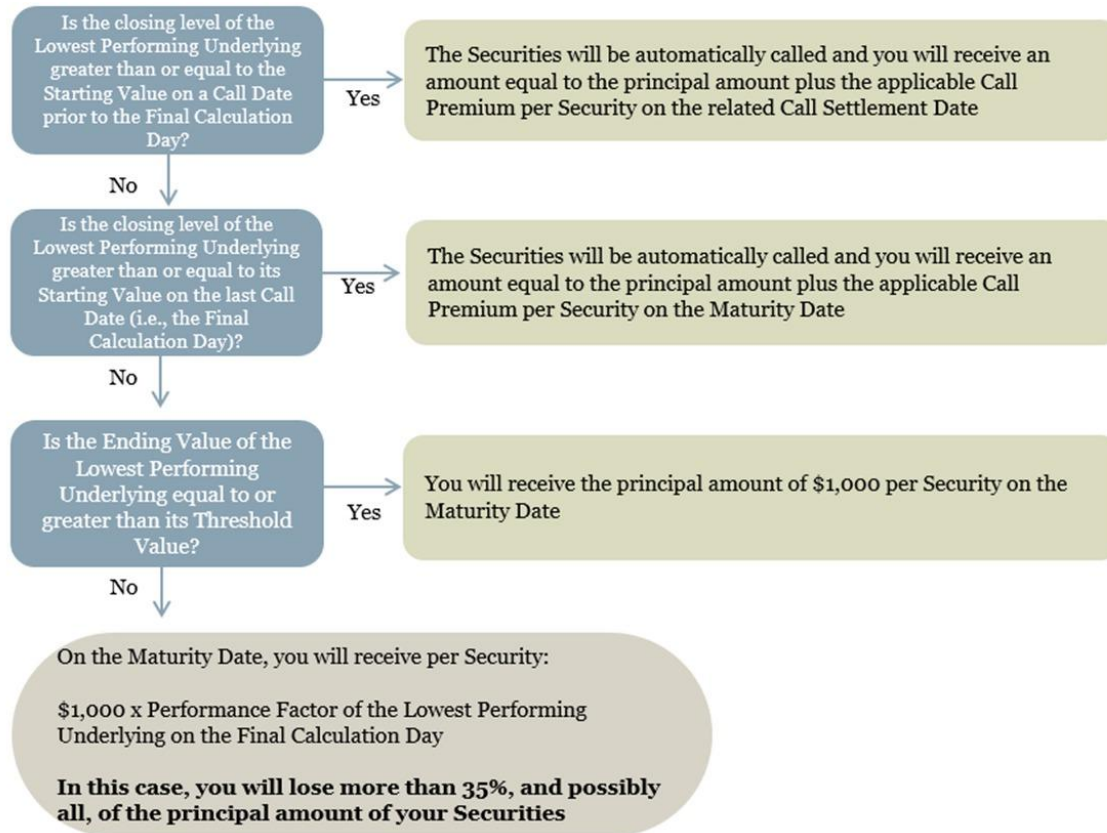 Is the closing level of the
Lowest Performing Underlying
greater than or equal to the
Starting Value on a Call Date
prior to the Final Calculation
Day?
Yes
The Securities will be automatically called and you will receive an
amount equal to the principal amount plus the applicable Call
Premium per Security on the related Call Settlement Date
No
Is the closing level of the
Lowest Performing Underlying
greater than or equal to its
Starting Value on the last Call
Date (i.e., the Final
Calculation Day)?
Yes
The Securities will be automatically called and you will receive an
amount equal to the principal amount plus the applicable Call
Premium per Security on the Maturity Date
No
Is the Ending Value of the
Lowest Performing
Underlying equal to or
greater than its Threshold
Value?
Yes
You will receive the principal amount of $1,000 per Security on the
Maturity Date
No
On the Maturity Date, you will receive per Security:
$1,000 x Performance Factor of the Lowest Performing
Underlying on the Final Calculation Day
In this case, you will lose more than 35%, and possibly
all, of the principal amount of your Securities